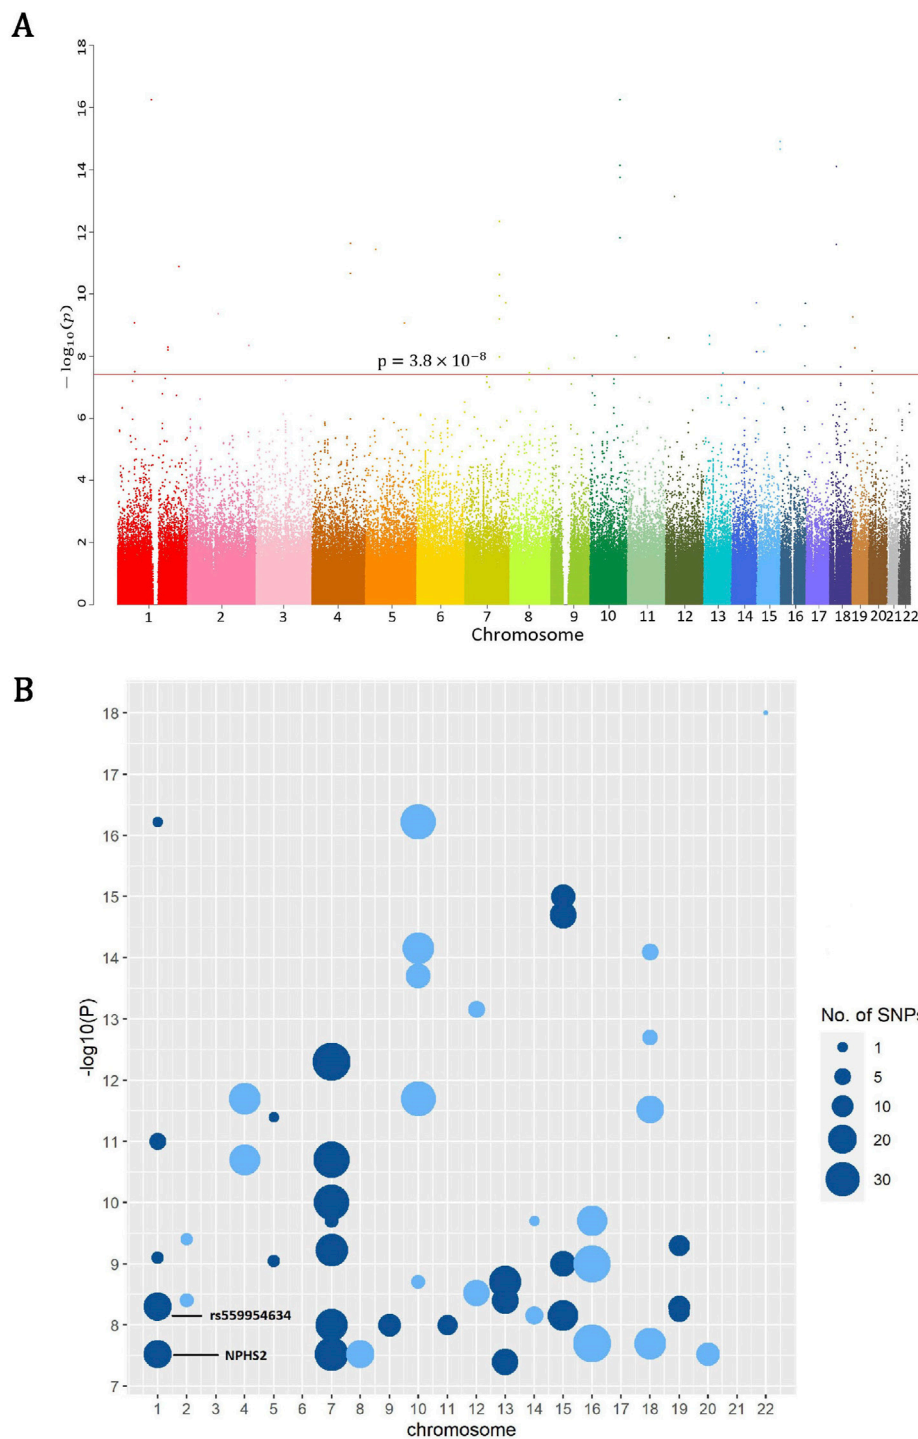 A
18
16
14
12
10
8
6
4
2
0
− log₁₀(p)
p = 3.8 × 10⁻⁸
1 2 3 4 5 6 7 8 9 10 11 12 13 14 15 16 17 18 19 20 21 22
Chromosome
B
18
17
16
15
14
13
12
11
10
9
8
7
-log10(P)
rs559954634
NPHS2
1 2 3 4 5 6 7 8 9 10 11 12 13 14 15 16 17 18 19 20 21 22
chromosome
No. of SNPs
1
5
10
20
30